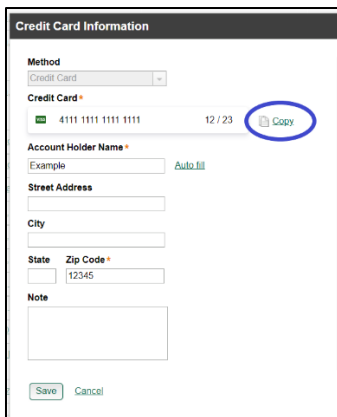 Credit Card Information
Method
Credit Card
Credit Card *
VISA 4111 1111 1111 1111 12 / 23 Copy
Account Holder Name *
Example Auto fill
Street Address
City
State Zip Code *
12345
Note
Save Cancel